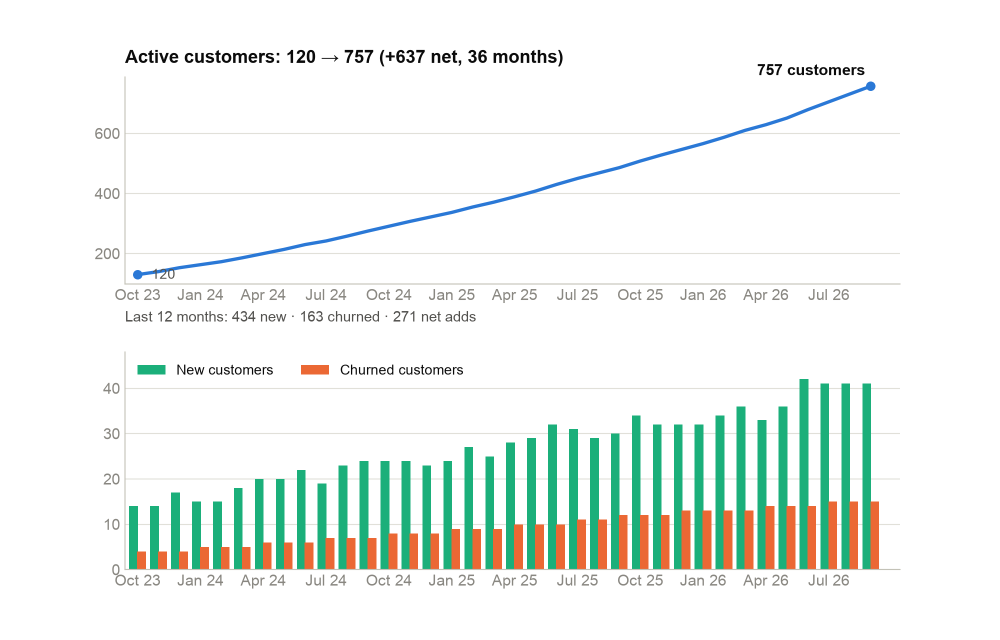 Active customers: 120 → 757 (+637 net, 36 months)
757 customers
600
400
200
120
Oct 23 Jan 24 Apr 24 Jul 24 Oct 24 Jan 25 Apr 25 Jul 25 Oct 25 Jan 26 Apr 26 Jul 26
Last 12 months: 434 new · 163 churned · 271 net adds
New customers Churned customers
40
30
20
10
0
Oct 23 Jan 24 Apr 24 Jul 24 Oct 24 Jan 25 Apr 25 Jul 25 Oct 25 Jan 26 Apr 26 Jul 26